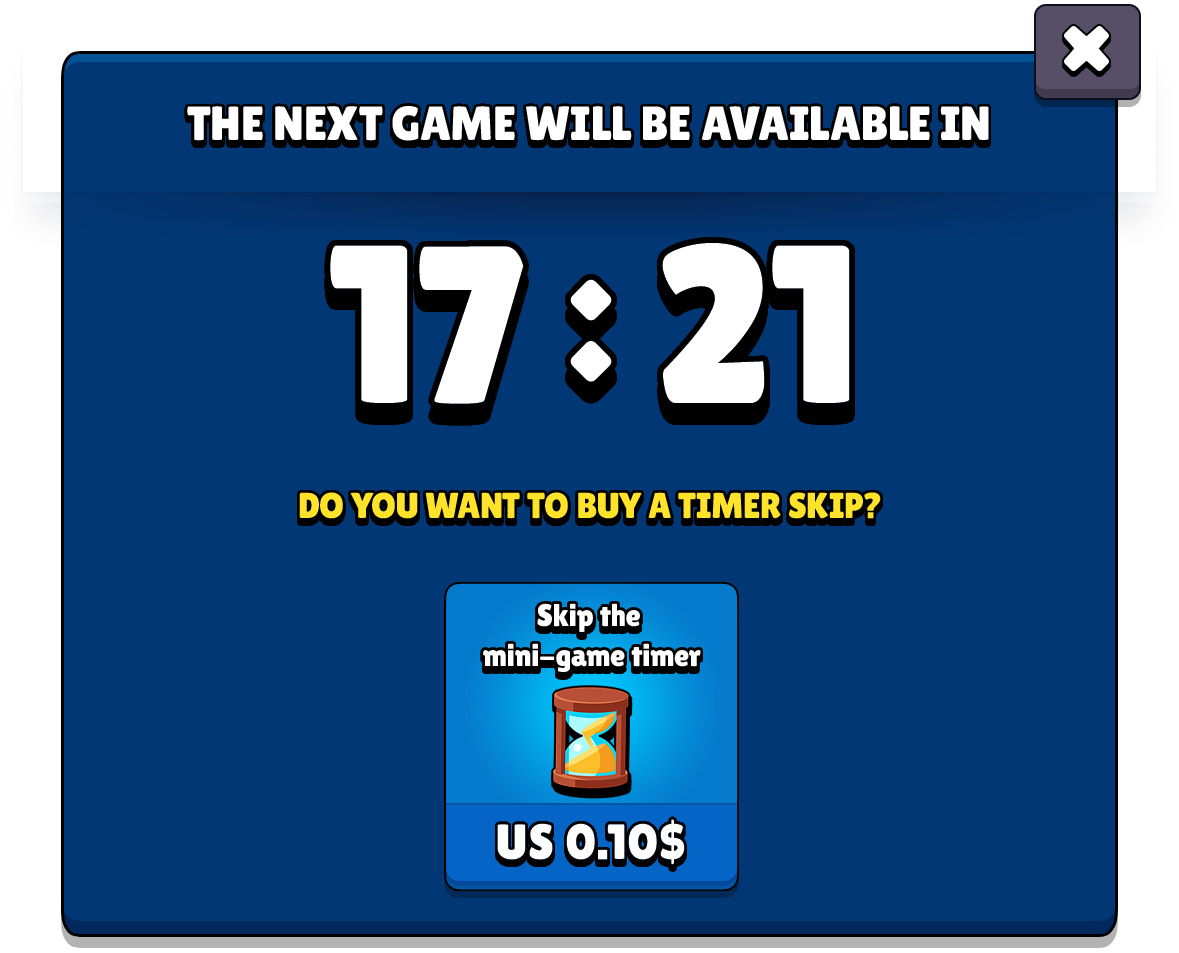 THE NEXT GAME WILL BE AVAILABLE IN
17 : 21
DO YOU WANT TO BUY A TIMER SKIP?
Skip the
mini-game timer
US 0.10$